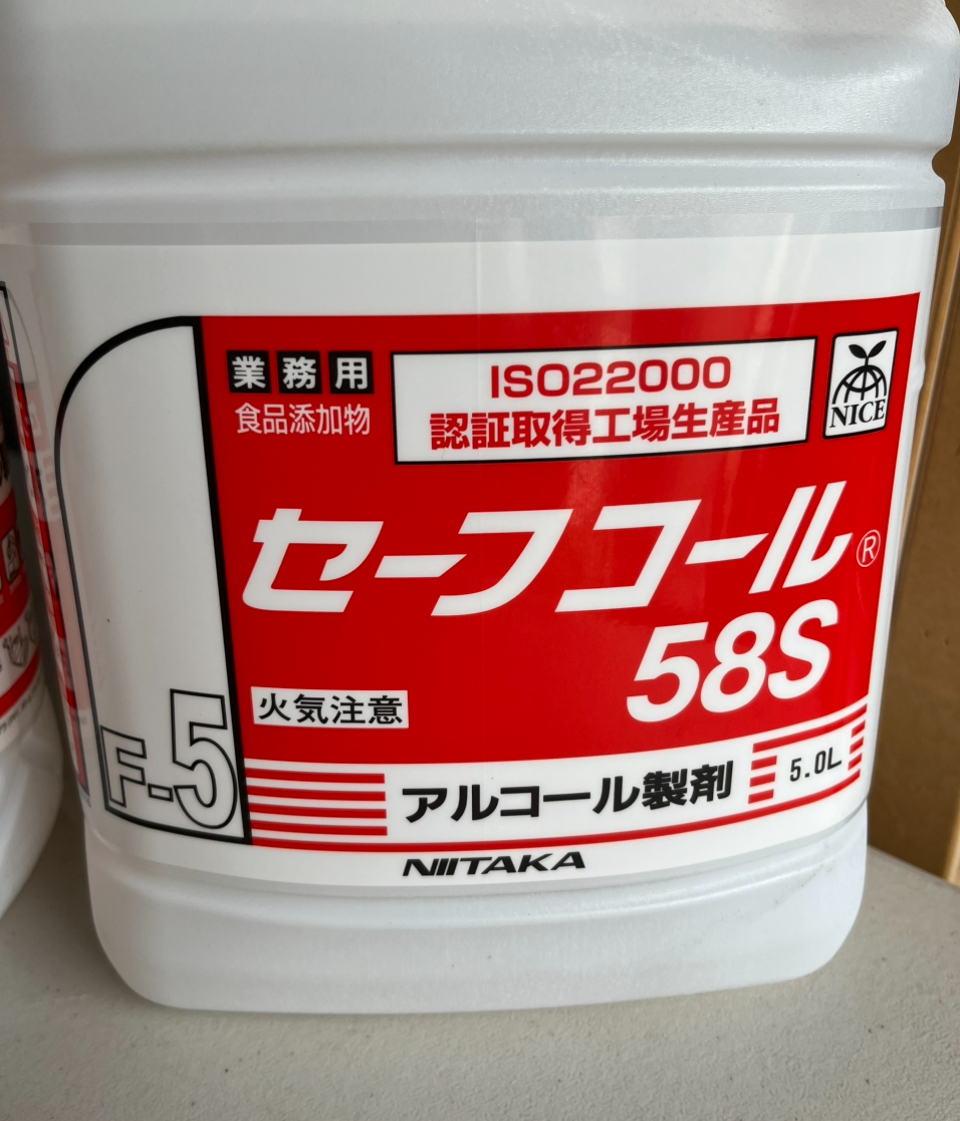 業務用
食品添加物
ISO22000
認証取得工場生産品
NICE
セーフコール®
58S
火気注意
F-5
アルコール製剤
5.0L
NIITAKA